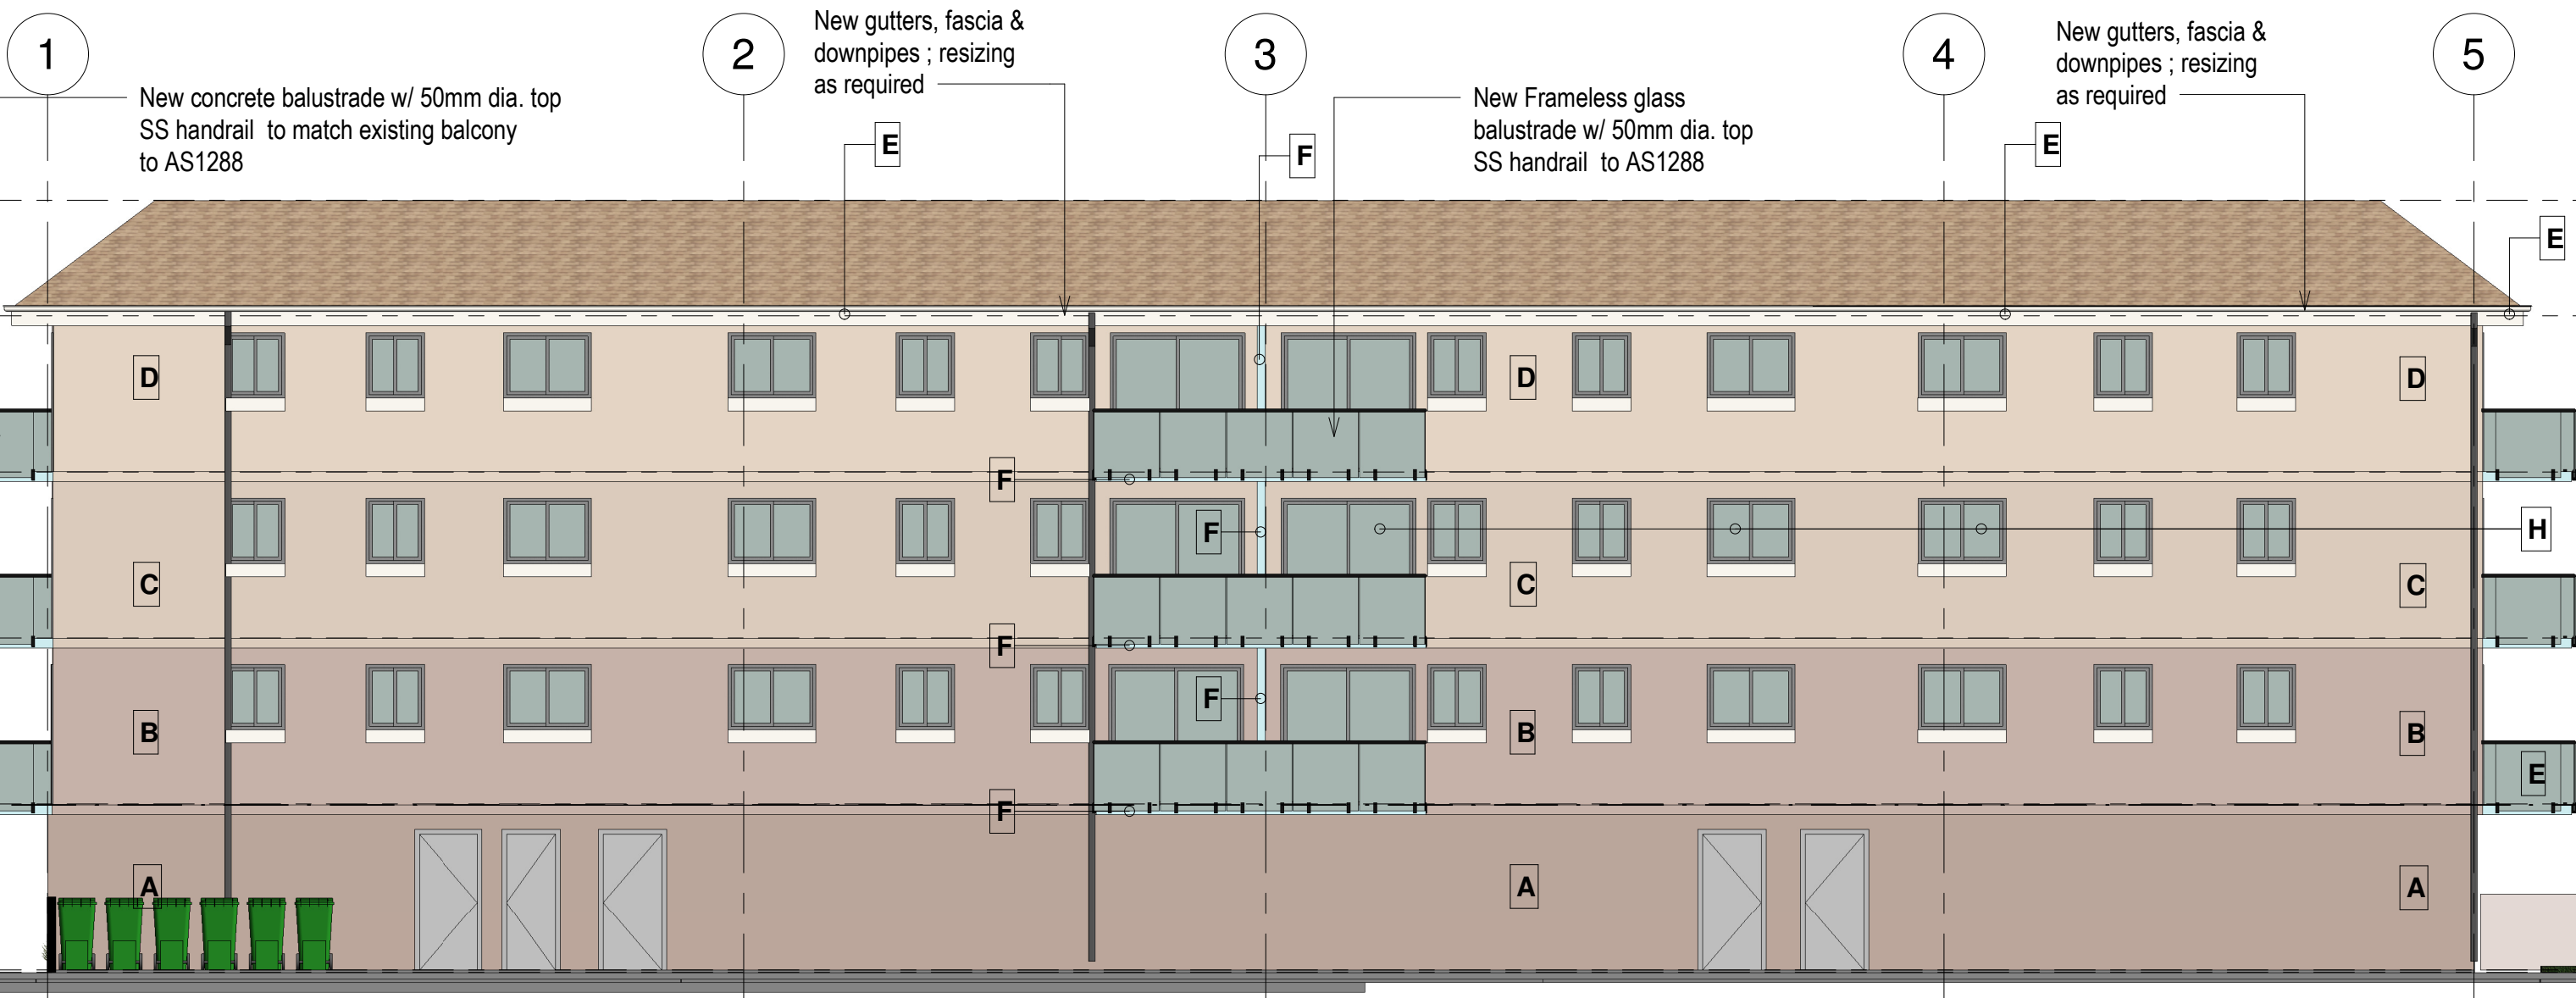 1
2
3
4
5
New gutters, fascia &
downpipes ; resizing
as required
New gutters, fascia &
downpipes ; resizing
as required
New concrete balustrade w/ 50mm dia. top
SS handrail to match existing balcony
to AS1288
New Frameless glass
balustrade w/ 50mm dia. top
SS handrail to AS1288
E
F
E
E
D
D
D
F
F
H
C
C
C
F
F
B
B
B
E
F
A
A
A